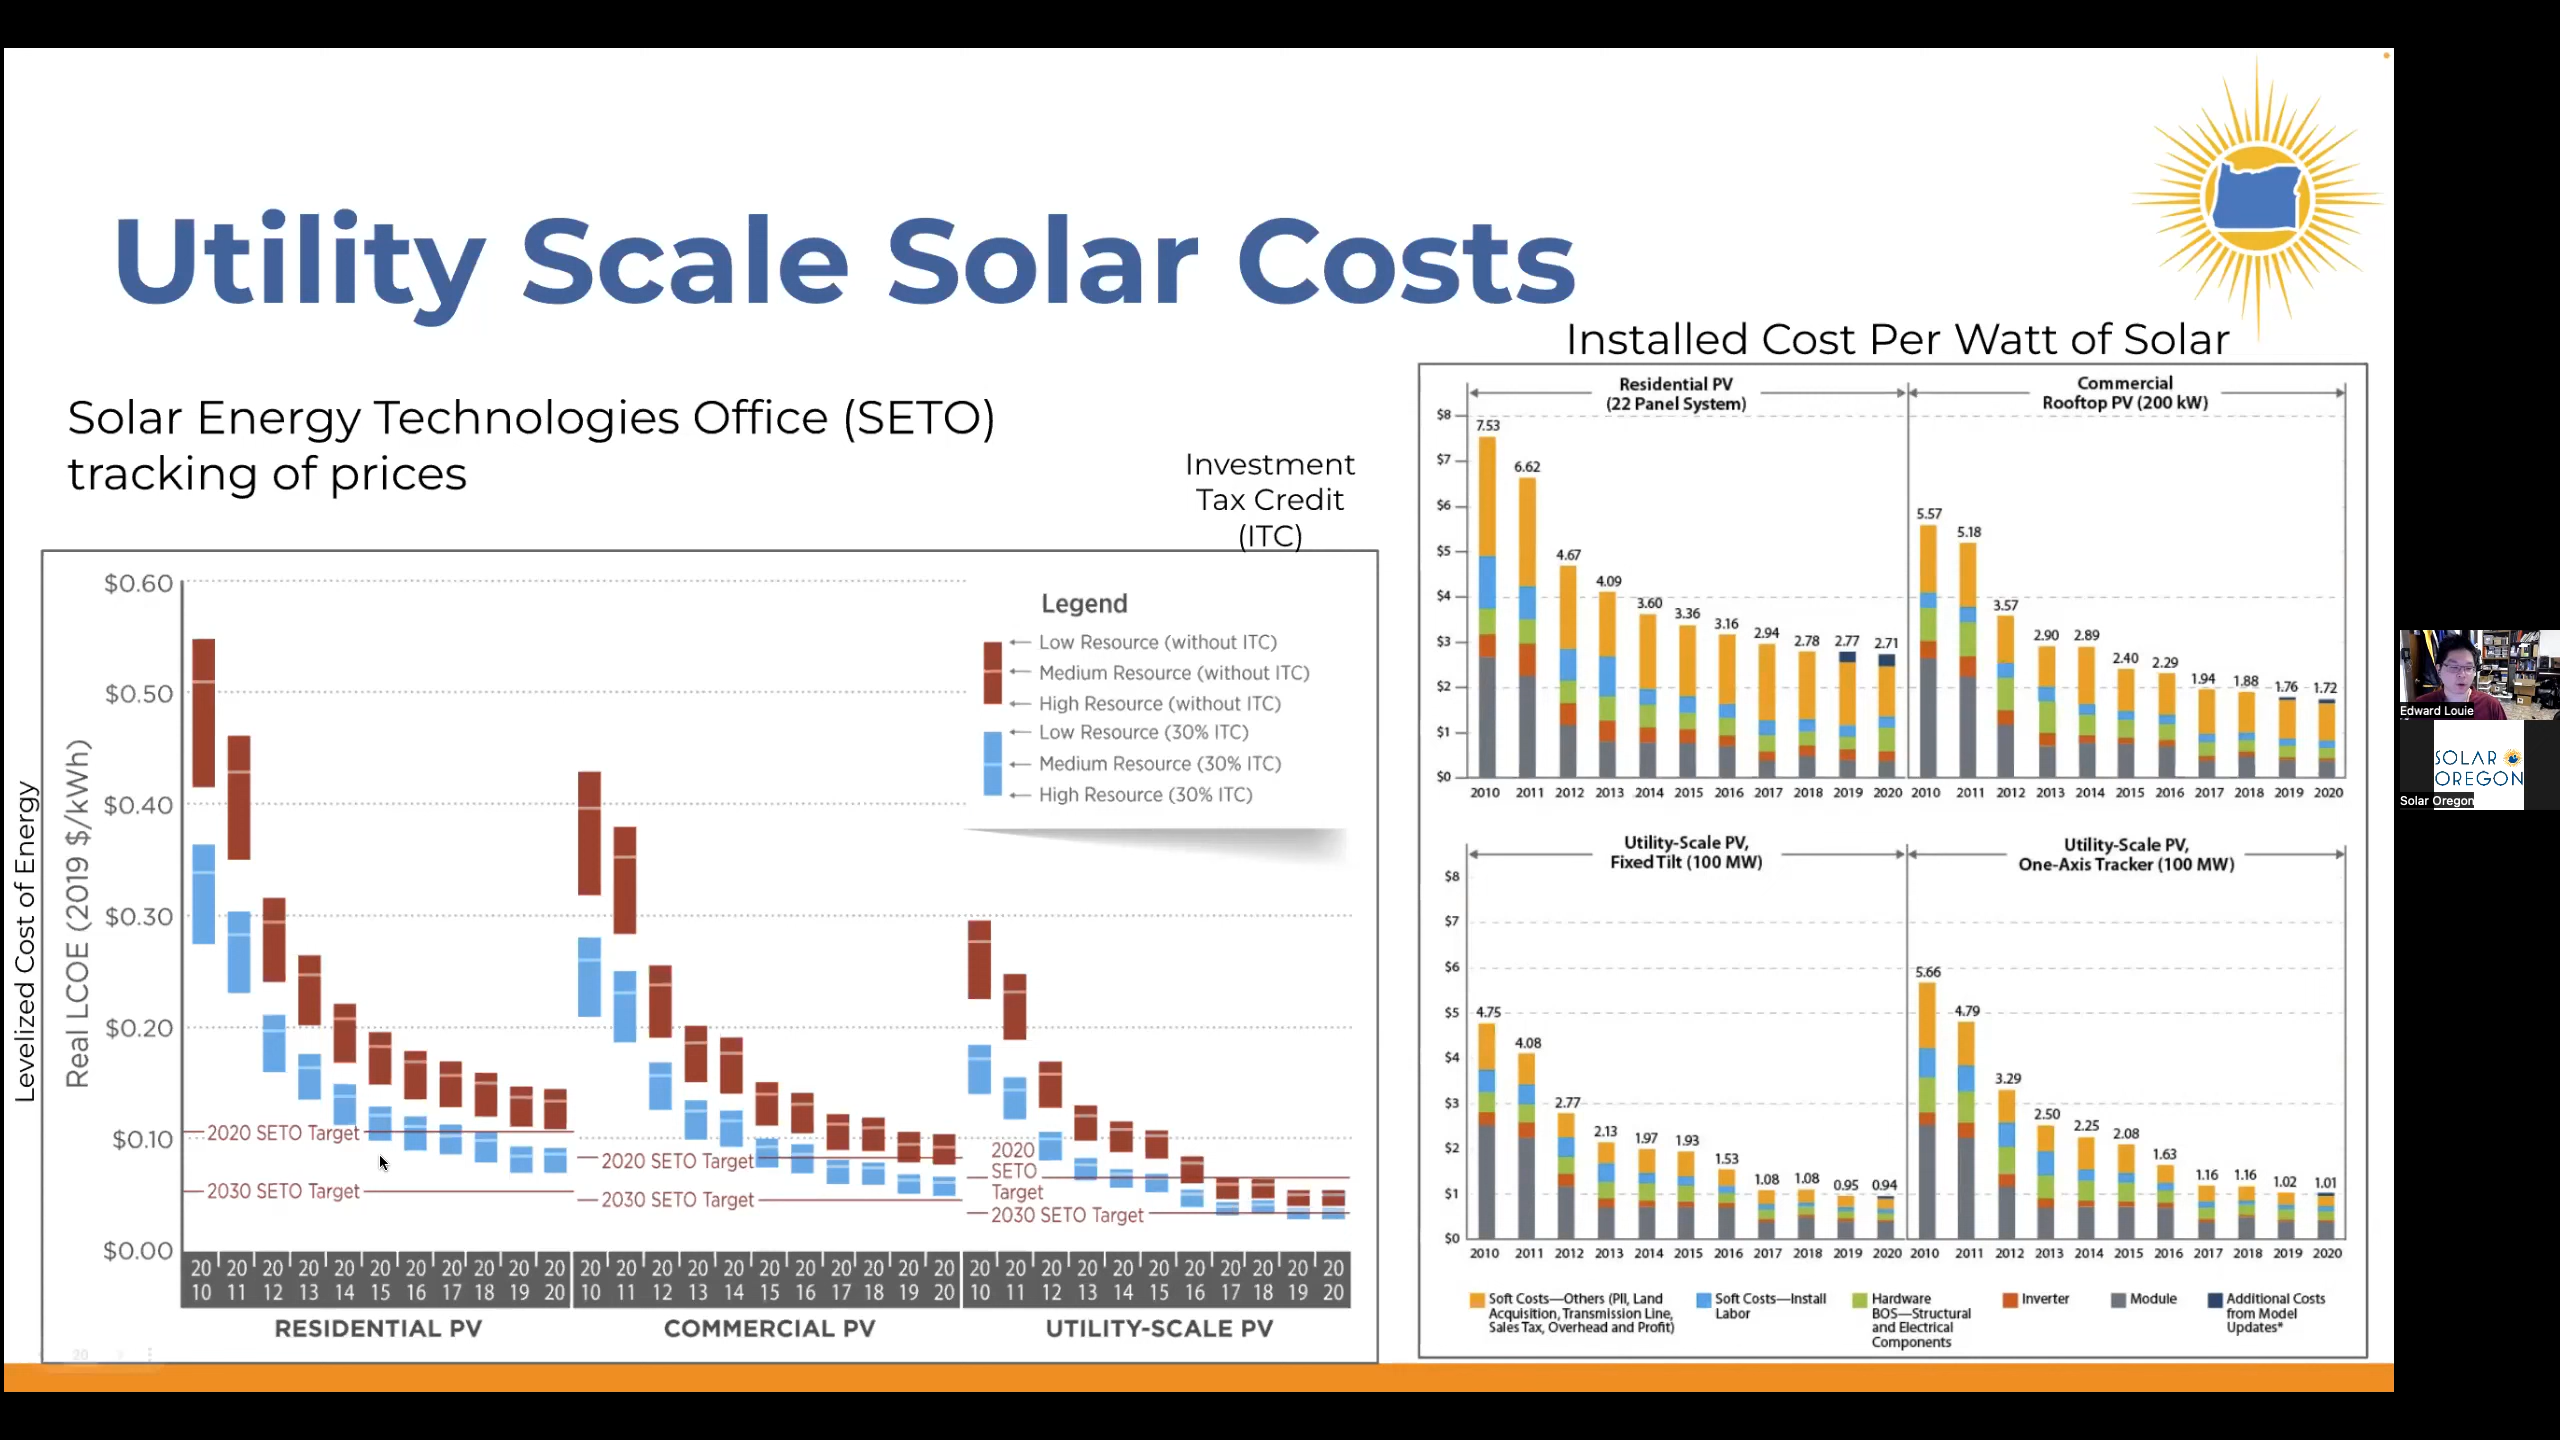 Utility Scale Solar Costs
Solar Energy Technologies Office (SETO)
tracking of prices
Investment
Tax Credit
(ITC)
Levelized Cost of Energy
Real LCOE (2019 $/kWh)
$0.60
$0.50
$0.40
$0.30
$0.20
$0.10
$0.00
Legend
Low Resource (without ITC)
Medium Resource (without ITC)
High Resource (without ITC)
Low Resource (30% ITC)
Medium Resource (30% ITC)
High Resource (30% ITC)
2020 SETO Target
2030 SETO Target
2020 SETO Target
2030 SETO Target
2020
SETO
Target
2030 SETO Target
20 20 20 20 20 20 20 20 20 20 20 20 20 20 20 20 20 20 20 20 20 20 20 20 20 20 20 20 20 20 20 20 20
10 11 12 13 14 15 16 17 18 19 20 10 11 12 13 14 15 16 17 18 19 20 10 11 12 13 14 15 16 17 18 19 20
RESIDENTIAL PV COMMERCIAL PV UTILITY-SCALE PV
20
Installed Cost Per Watt of Solar
Residential PV
(22 Panel System)
Commercial
Rooftop PV (200 kW)
$8
$7
$6
$5
$4
$3
$2
$1
$0
7.53 6.62 4.67 4.09 3.60 3.36 3.16 2.94 2.78 2.77 2.71
5.57 5.18 3.57 2.90 2.89 2.40 2.29 1.94 1.88 1.76 1.72
2010 2011 2012 2013 2014 2015 2016 2017 2018 2019 2020 2010 2011 2012 2013 2014 2015 2016 2017 2018 2019 2020
Utility-Scale PV,
Fixed Tilt (100 MW)
Utility-Scale PV,
One-Axis Tracker (100 MW)
$8
$7
$6
$5
$4
$3
$2
$1
$0
4.75 4.08 2.77 2.13 1.97 1.93 1.53 1.08 1.08 0.95 0.94
5.66 4.79 3.29 2.50 2.25 2.08 1.63 1.16 1.16 1.02 1.01
2010 2011 2012 2013 2014 2015 2016 2017 2018 2019 2020 2010 2011 2012 2013 2014 2015 2016 2017 2018 2019 2020
Soft Costs—Others (PII, Land
Acquisition, Transmission Line,
Sales Tax, Overhead and Profit)
Soft Costs—Install
Labor
Hardware
BOS—Structural
and Electrical
Components
Inverter
Module
Additional Costs
from Model
Updates*
Edward Louie
SOLAR
OREGON
Solar Oregon